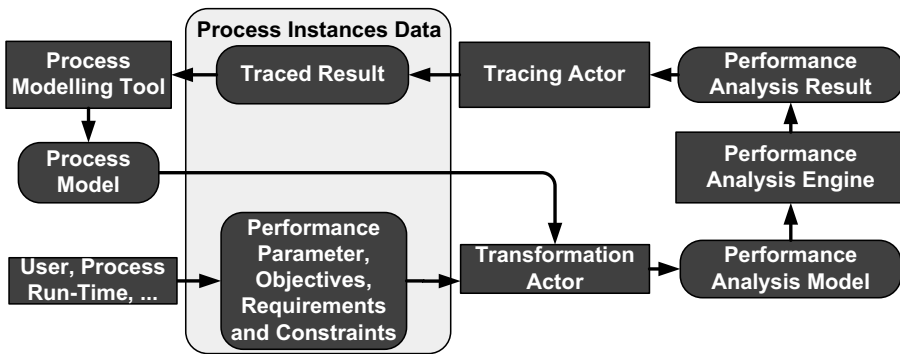 Process Instances Data
Process
Modelling Tool
Traced Result
Tracing Actor
Performance
Analysis Result
Process
Model
Performance
Analysis Engine
User, Process
Run-Time, ...
Performance
Parameter,
Objectives,
Requirements
and Constraints
Transformation
Actor
Performance
Analysis Model